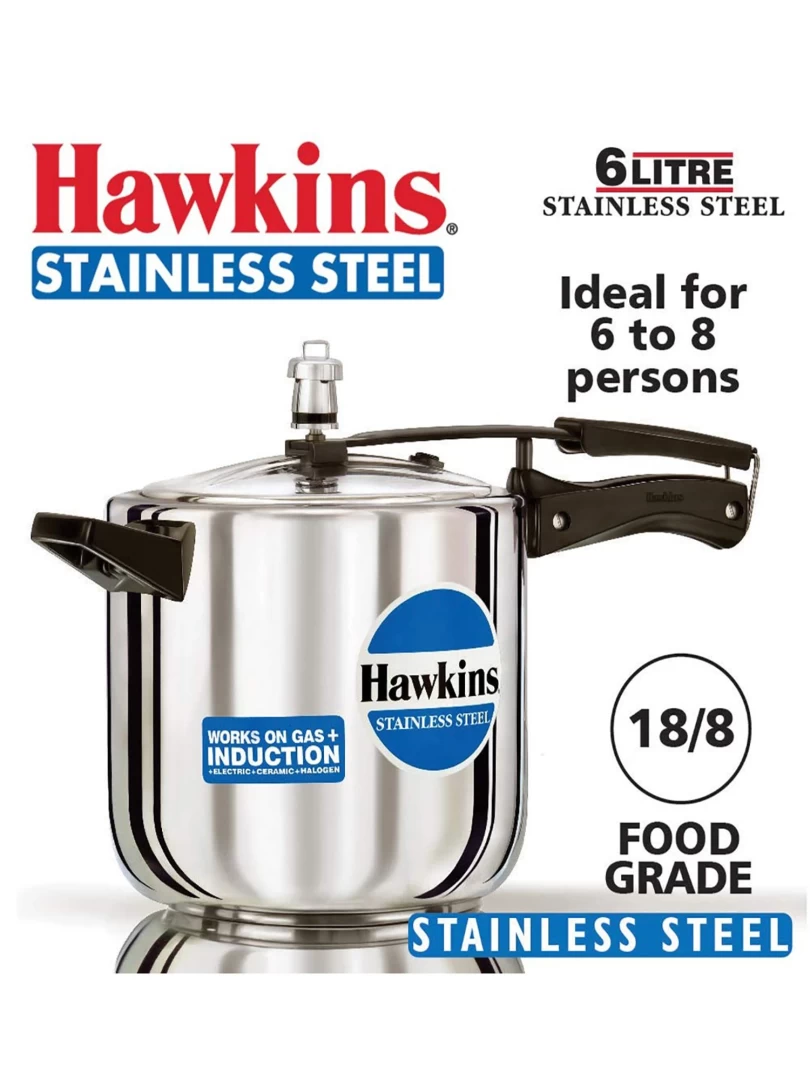 Hawkins®
STAINLESS STEEL
6 LITRE
STAINLESS STEEL
Ideal for
6 to 8
persons
Hawkins
Hawkins
STAINLESS STEEL
WORKS ON GAS +
INDUCTION
+ELECTRIC+CERAMIC+HALOGEN
18/8
FOOD
GRADE
STAINLESS STEEL